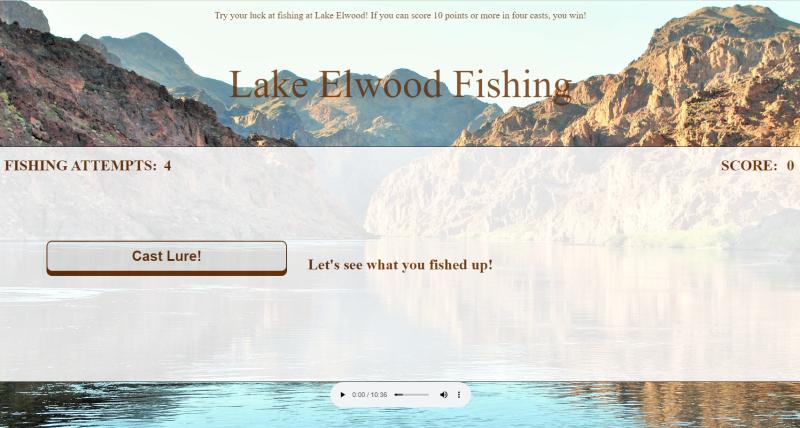 Try your luck at fishing at Lake Elwood! If you can score 10 points or more in four casts, you win!
Lake Elwood Fishing
FISHING ATTEMPTS: 4
SCORE: 0
Cast Lure!
Let's see what you fished up!
0:00 / 10:36